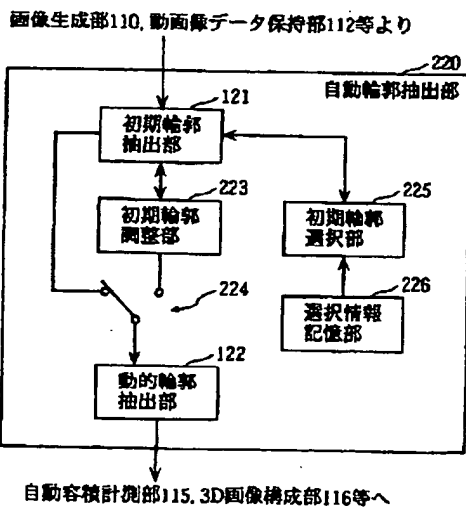 画像生成部110,動画像データ保持部112等より
220
自動輪郭抽出部
121
初期輪郭
抽出部
223
初期輪郭
調整部
225
初期輪郭
選択部
224
226
選択情報
記憶部
122
動的輪郭
抽出部
自動容積計測部115,3D画像構成部116等へ